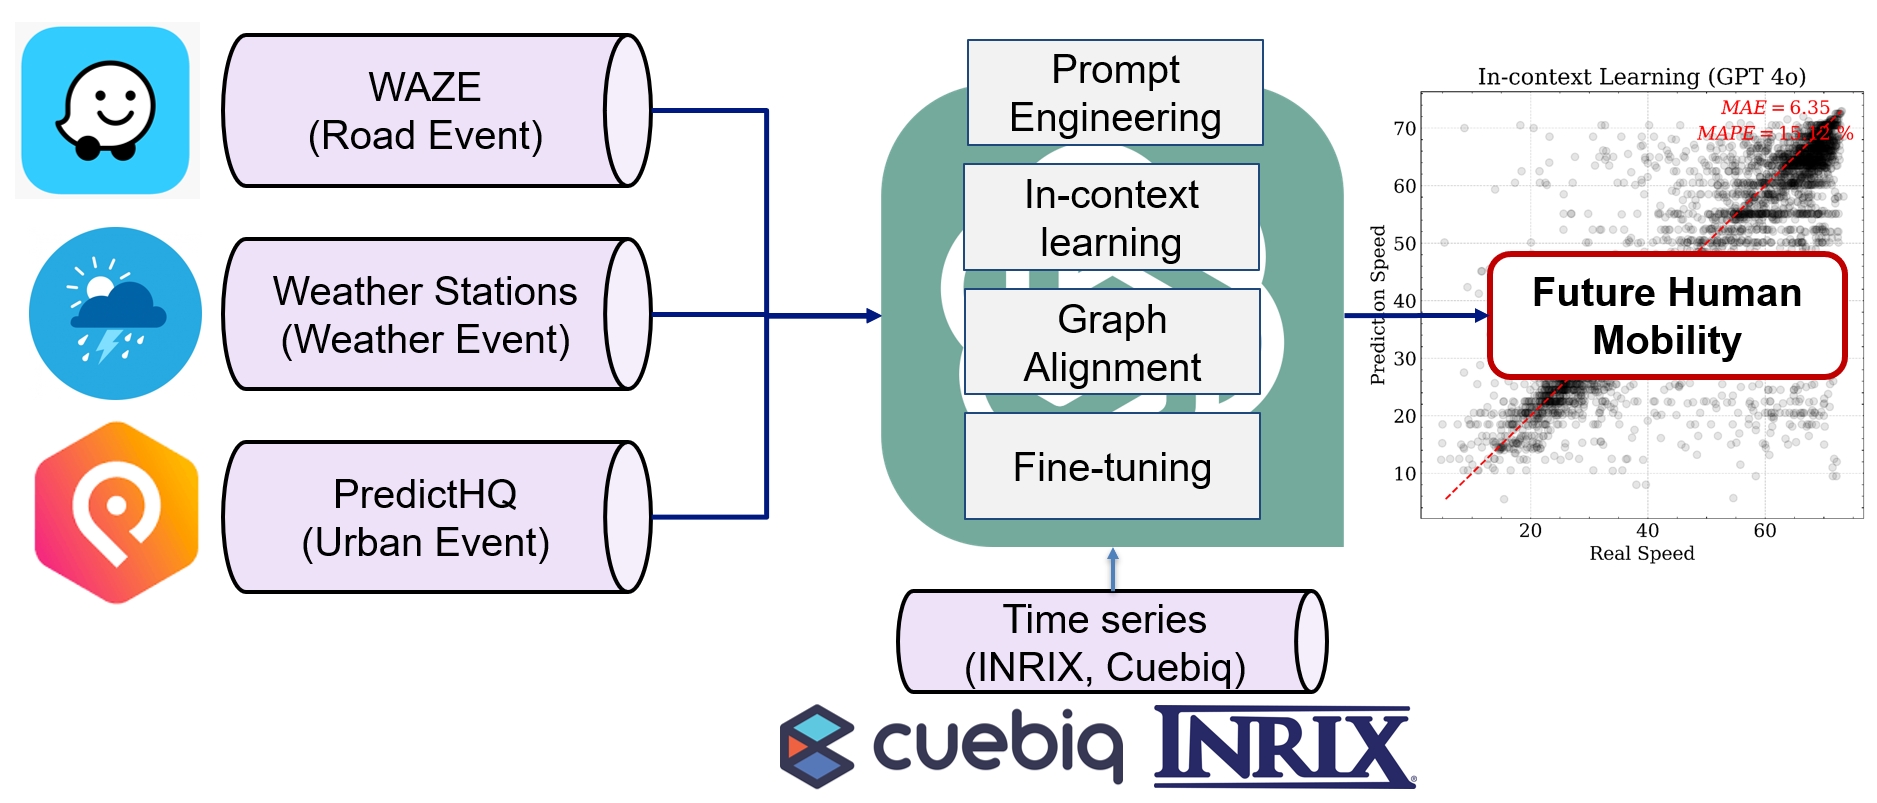 WAZE
(Road Event)
Weather Stations
(Weather Event)
PredictHQ
(Urban Event)
Prompt
Engineering
In-context
learning
Graph
Alignment
Fine-tuning
Time series
(INRIX, Cuebiq)
cuebiq
INRIX
In-context Learning (GPT 4o)
MAE = 6.35
MAPE = 15.12 %
70
60
50
40
30
20
10
Prediction Speed
Future Human
Mobility
20 40 60
Real Speed